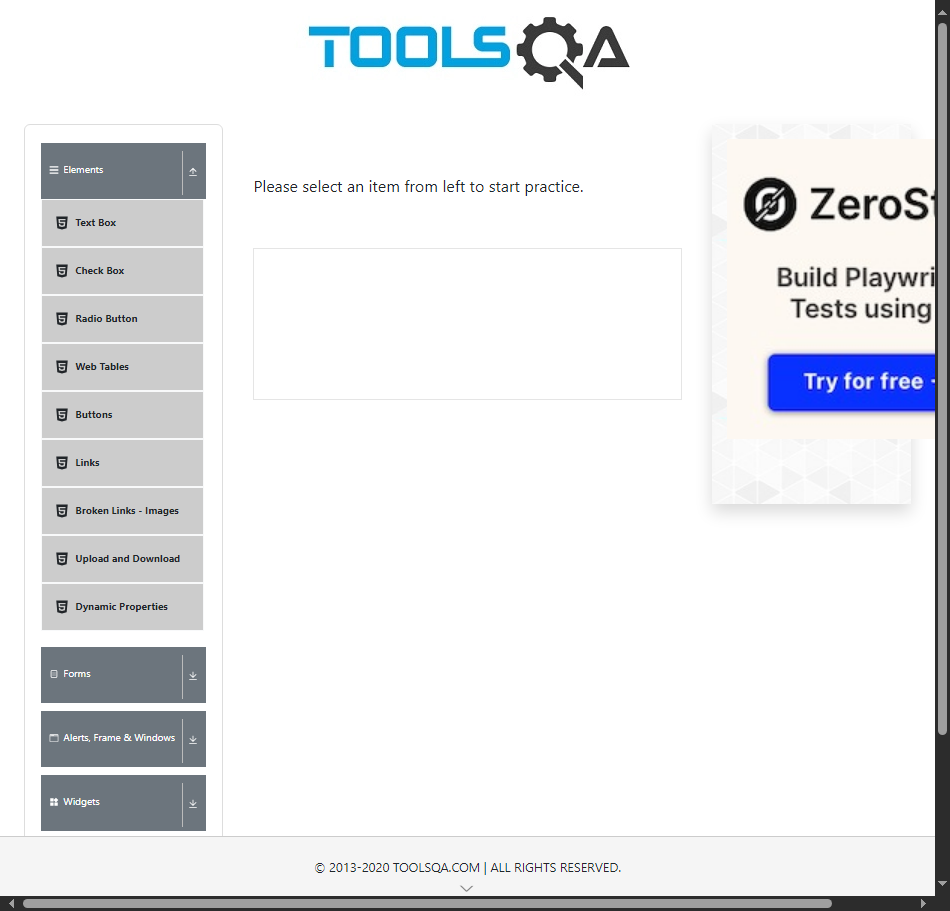 TOOLSQA
Elements
Text Box
Check Box
Radio Button
Web Tables
Buttons
Links
Broken Links - Images
Upload and Download
Dynamic Properties
Forms
Alerts, Frame & Windows
Widgets
Please select an item from left to start practice.
Build
Tests using
Try for free
© 2013-2020 TOOLSQA.COM | ALL RIGHTS RESERVED.